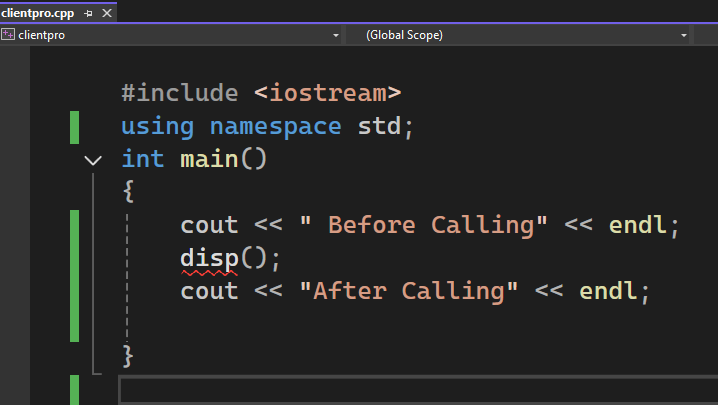 clientpro.cpp
clientpro (Global Scope)
#include <iostream>
using namespace std;
int main()
{
cout << " Before Calling" << endl;
disp();
cout << "After Calling" << endl;
}